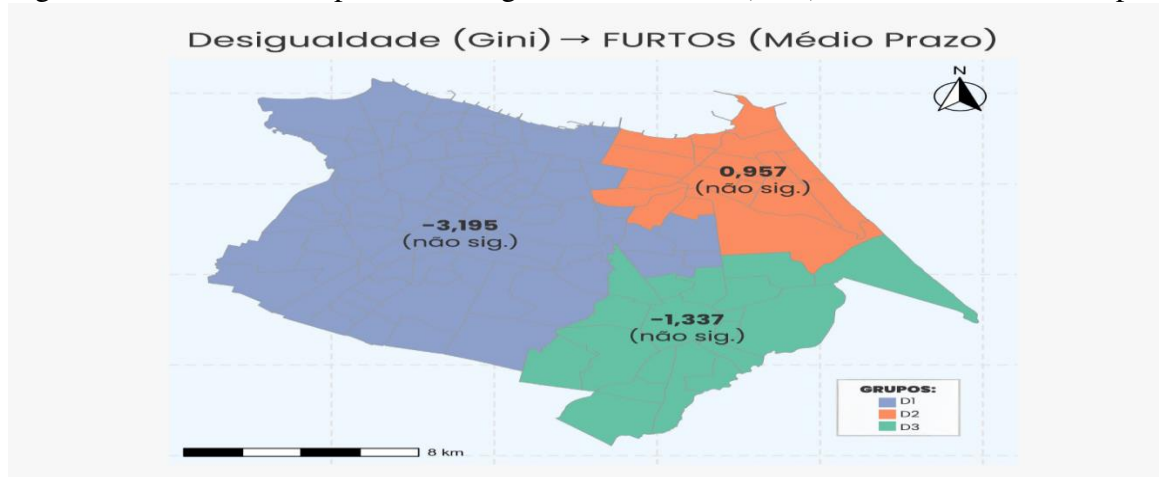 Desigualdade (Gini) → FURTOS (Médio Prazo)
N
0,957
(não sig.)
−3,195
(não sig.)
−1,337
(não sig.)
GRUPOS:
D1
D2
D3
8 km